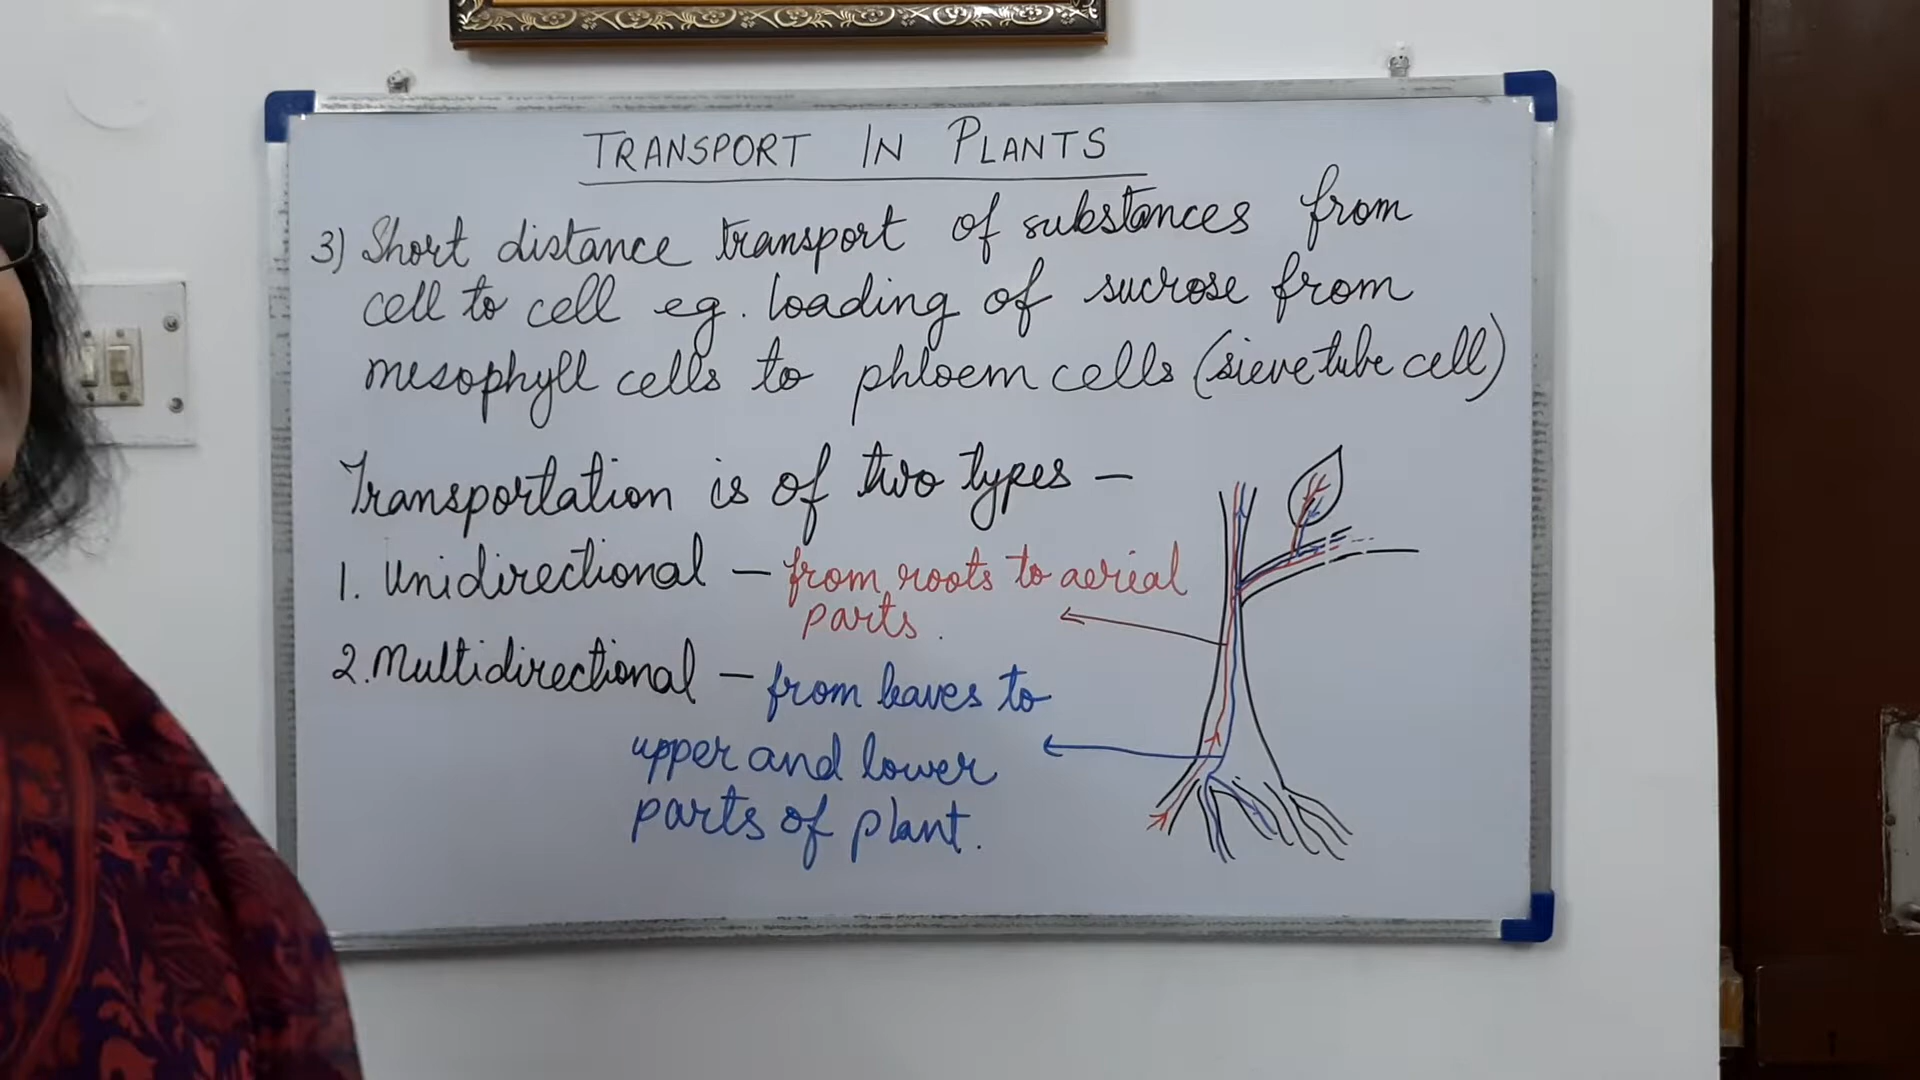 TRANSPORT IN PLANTS
3) Short distance transport of substances from
cell to cell eg. loading of sucrose from
mesophyll cells to phloem cells (sieve tube cell)
Transportation is of two types –
1. Unidirectional – from roots to aerial
parts.
2. Multidirectional – from leaves to
upper and lower
parts of plant.